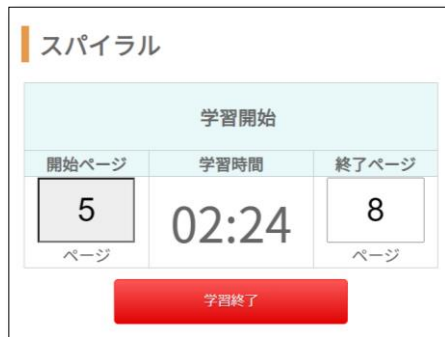 スパイラル
学習開始
開始ページ 学習時間 終了ページ
5 02:24 8
ページ ページ
学習終了